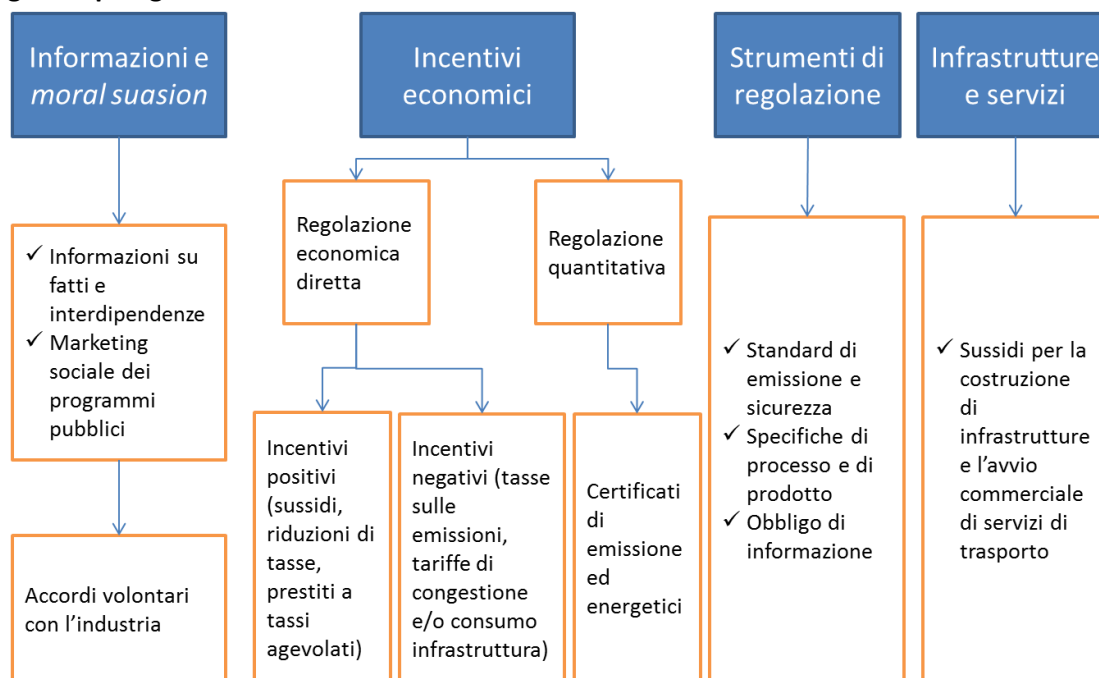 Informazioni e
moral suasion
Incentivi
economici
Strumenti di
regolazione
Infrastrutture
e servizi
Regolazione
economica
diretta
Regolazione
quantitativa
✓ Informazioni su
fatti e
interdipendenze
✓ Marketing
sociale dei
programmi
pubblici
Accordi volontari
con l’industria
Incentivi
positivi
(sussidi,
riduzioni di
tasse,
prestiti a
tassi
agevolati)
Incentivi
negativi (tasse
sulle
emissioni,
tariffe di
congestione
e/o consumo
infrastruttura)
Certificati
di
emissione
ed
energetici
✓ Standard di
emissione e
sicurezza
✓ Specifiche di
processo e di
prodotto
✓ Obbligo di
informazione
✓ Sussidi per la
costruzione
di
infrastrutture
e l’avvio
commerciale
di servizi di
trasporto